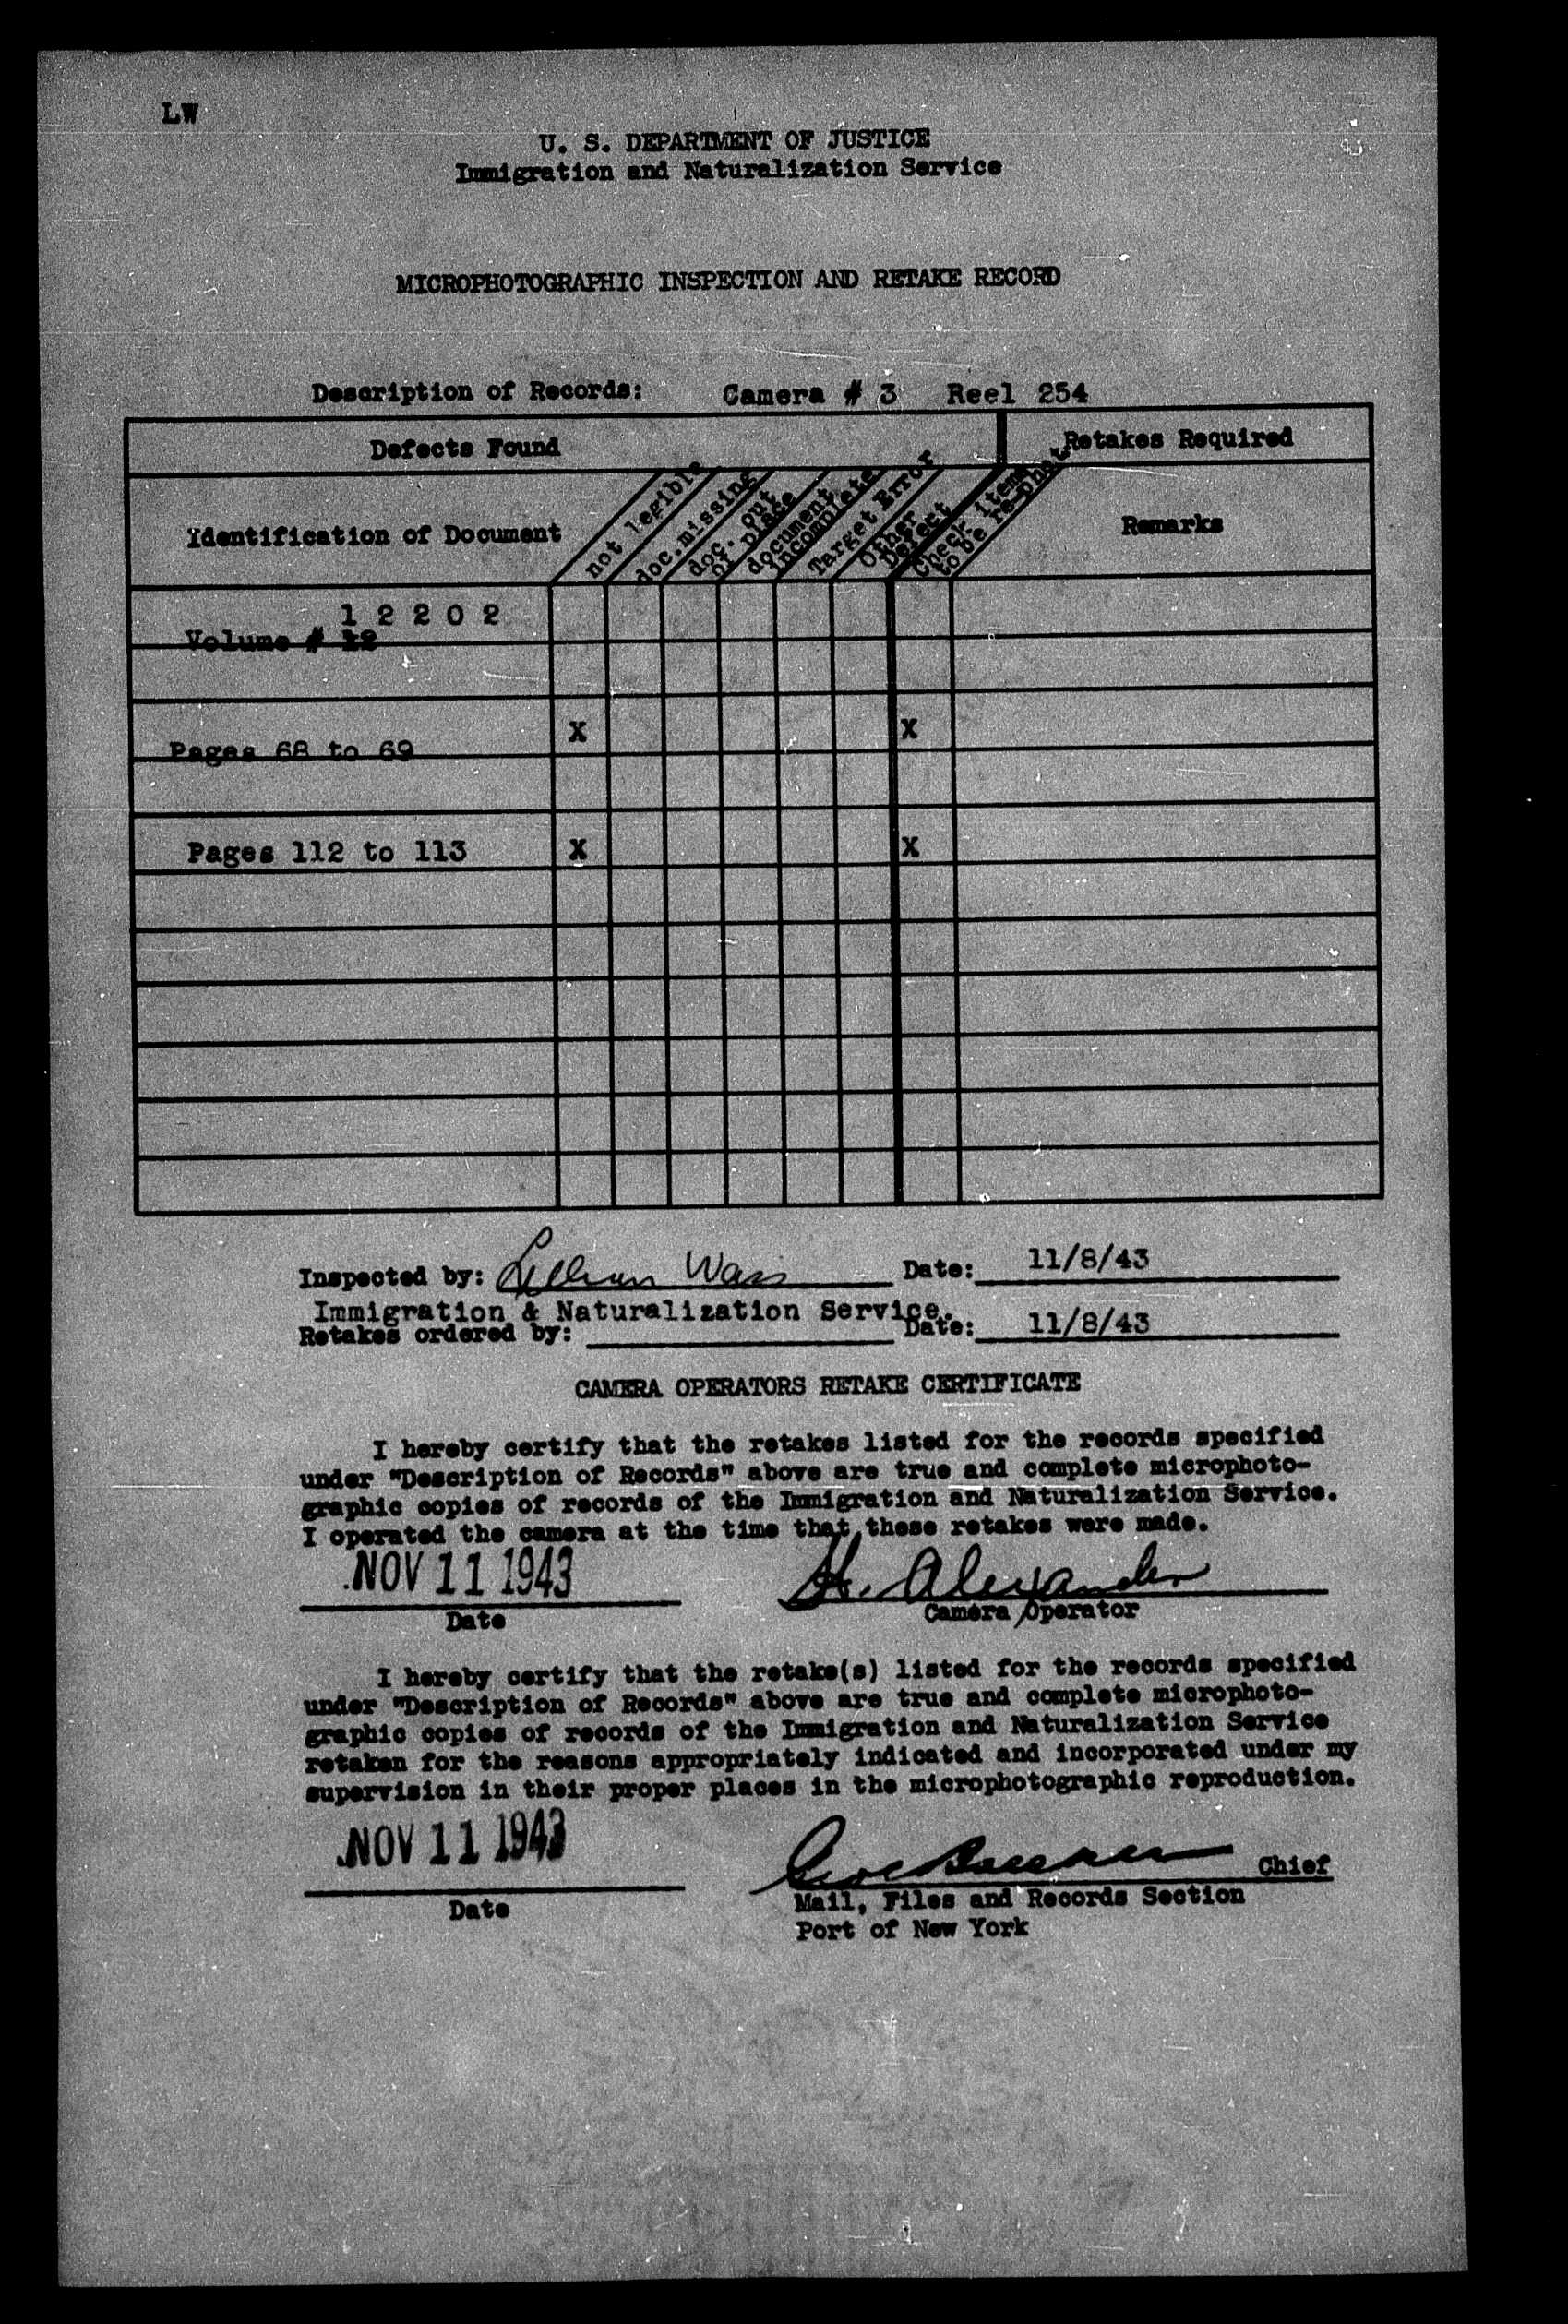 LW
U. S. DEPARTMENT OF JUSTICE
Immigration and Naturalization Service
MICROPHOTOGRAPHIC INSPECTION AND RETAKE RECORD
Description of Records: Camera # 3 Reel 254
Defects Found
Retakes Required
Identification of Document
not legible
doc.missing
doc. out
of place
document
incomplete
Target Error
Other
Defect
Check items
to be re-phot.
Remarks
1 2 2 0 2
Volume # 12
Pages 68 to 69 X X
Pages 112 to 113 X X
Inspected by: Lillian Date: 11/8/43
Immigration & Naturalization Service.
Retakes ordered by: Date: 11/8/43
CAMERA OPERATORS RETAKE CERTIFICATE
I hereby certify that the retakes listed for the records specified
under "Description of Records" above are true and complete microphoto-
graphic copies of records of the Immigration and Naturalization Service.
I operated the camera at the time that these retakes were made.
NOV 11 1943 H. Alexander
Date Camera Operator
I hereby certify that the retake(s) listed for the records specified
under "Description of Records" above are true and complete microphoto-
graphic copies of records of the Immigration and Naturalization Service
retaken for the reasons appropriately indicated and incorporated under my
supervision in their proper places in the microphotographic reproduction.
NOV 11 1943
Chief
Date Mail, Files and Records Section
Port of New York